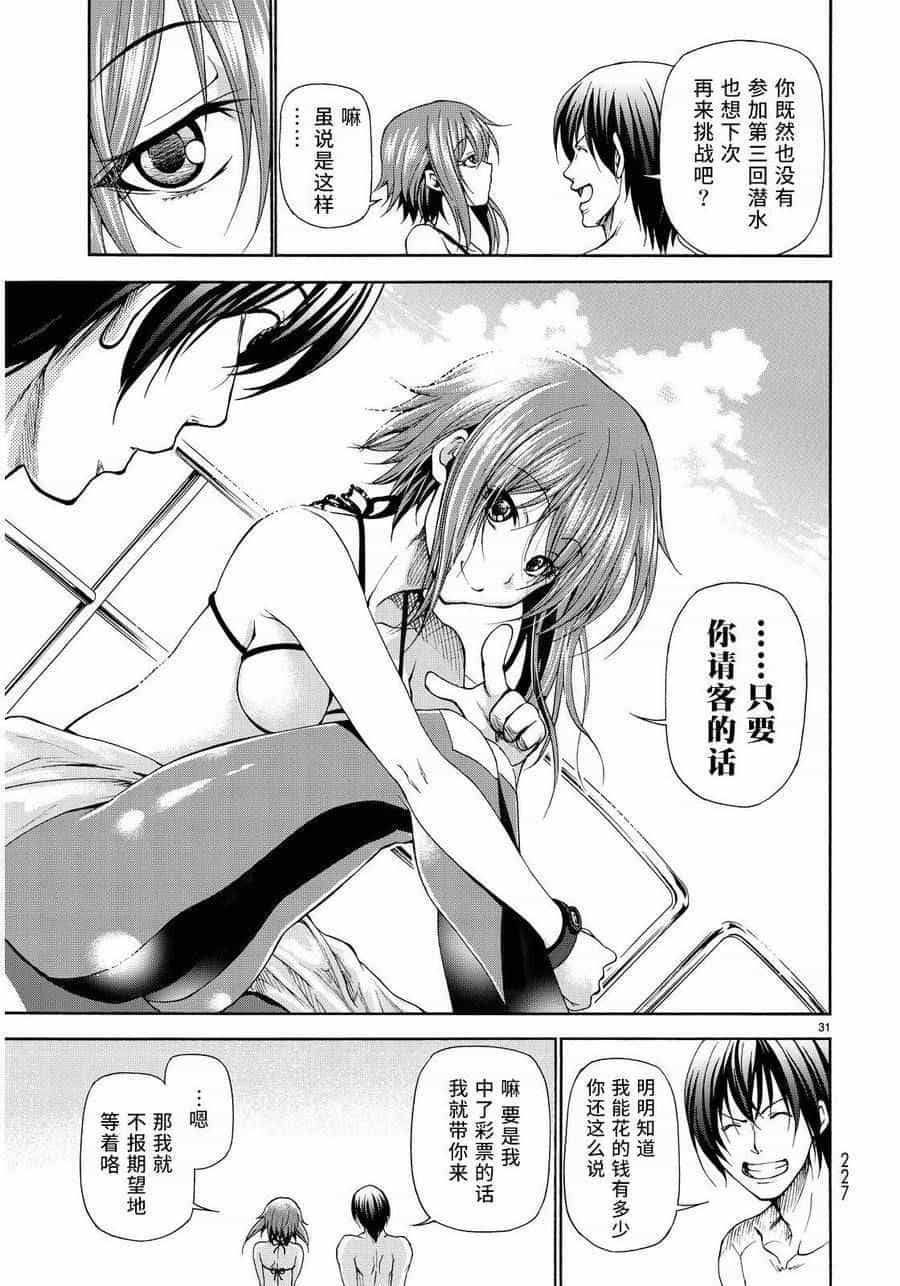 你既然也没有
参加第三回潜水
也想下次
再来挑战吧？
嘛
虽说是这样
……
……只要
你请客的话
31
明明知道
我能花的钱有多少
你还这么说
嘛 要是我
中了彩票的话
我就带你来
…嗯
那我就
不报期望地
等着咯
227